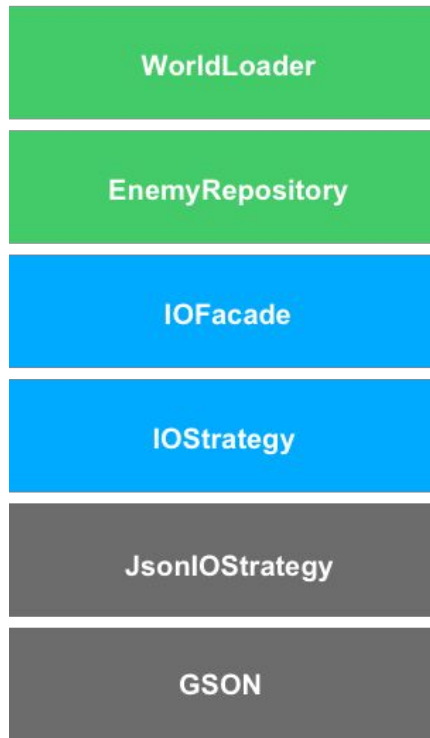 WorldLoader
EnemyRepository
IOFacade
IOStrategy
JsonIOStrategy
GSON